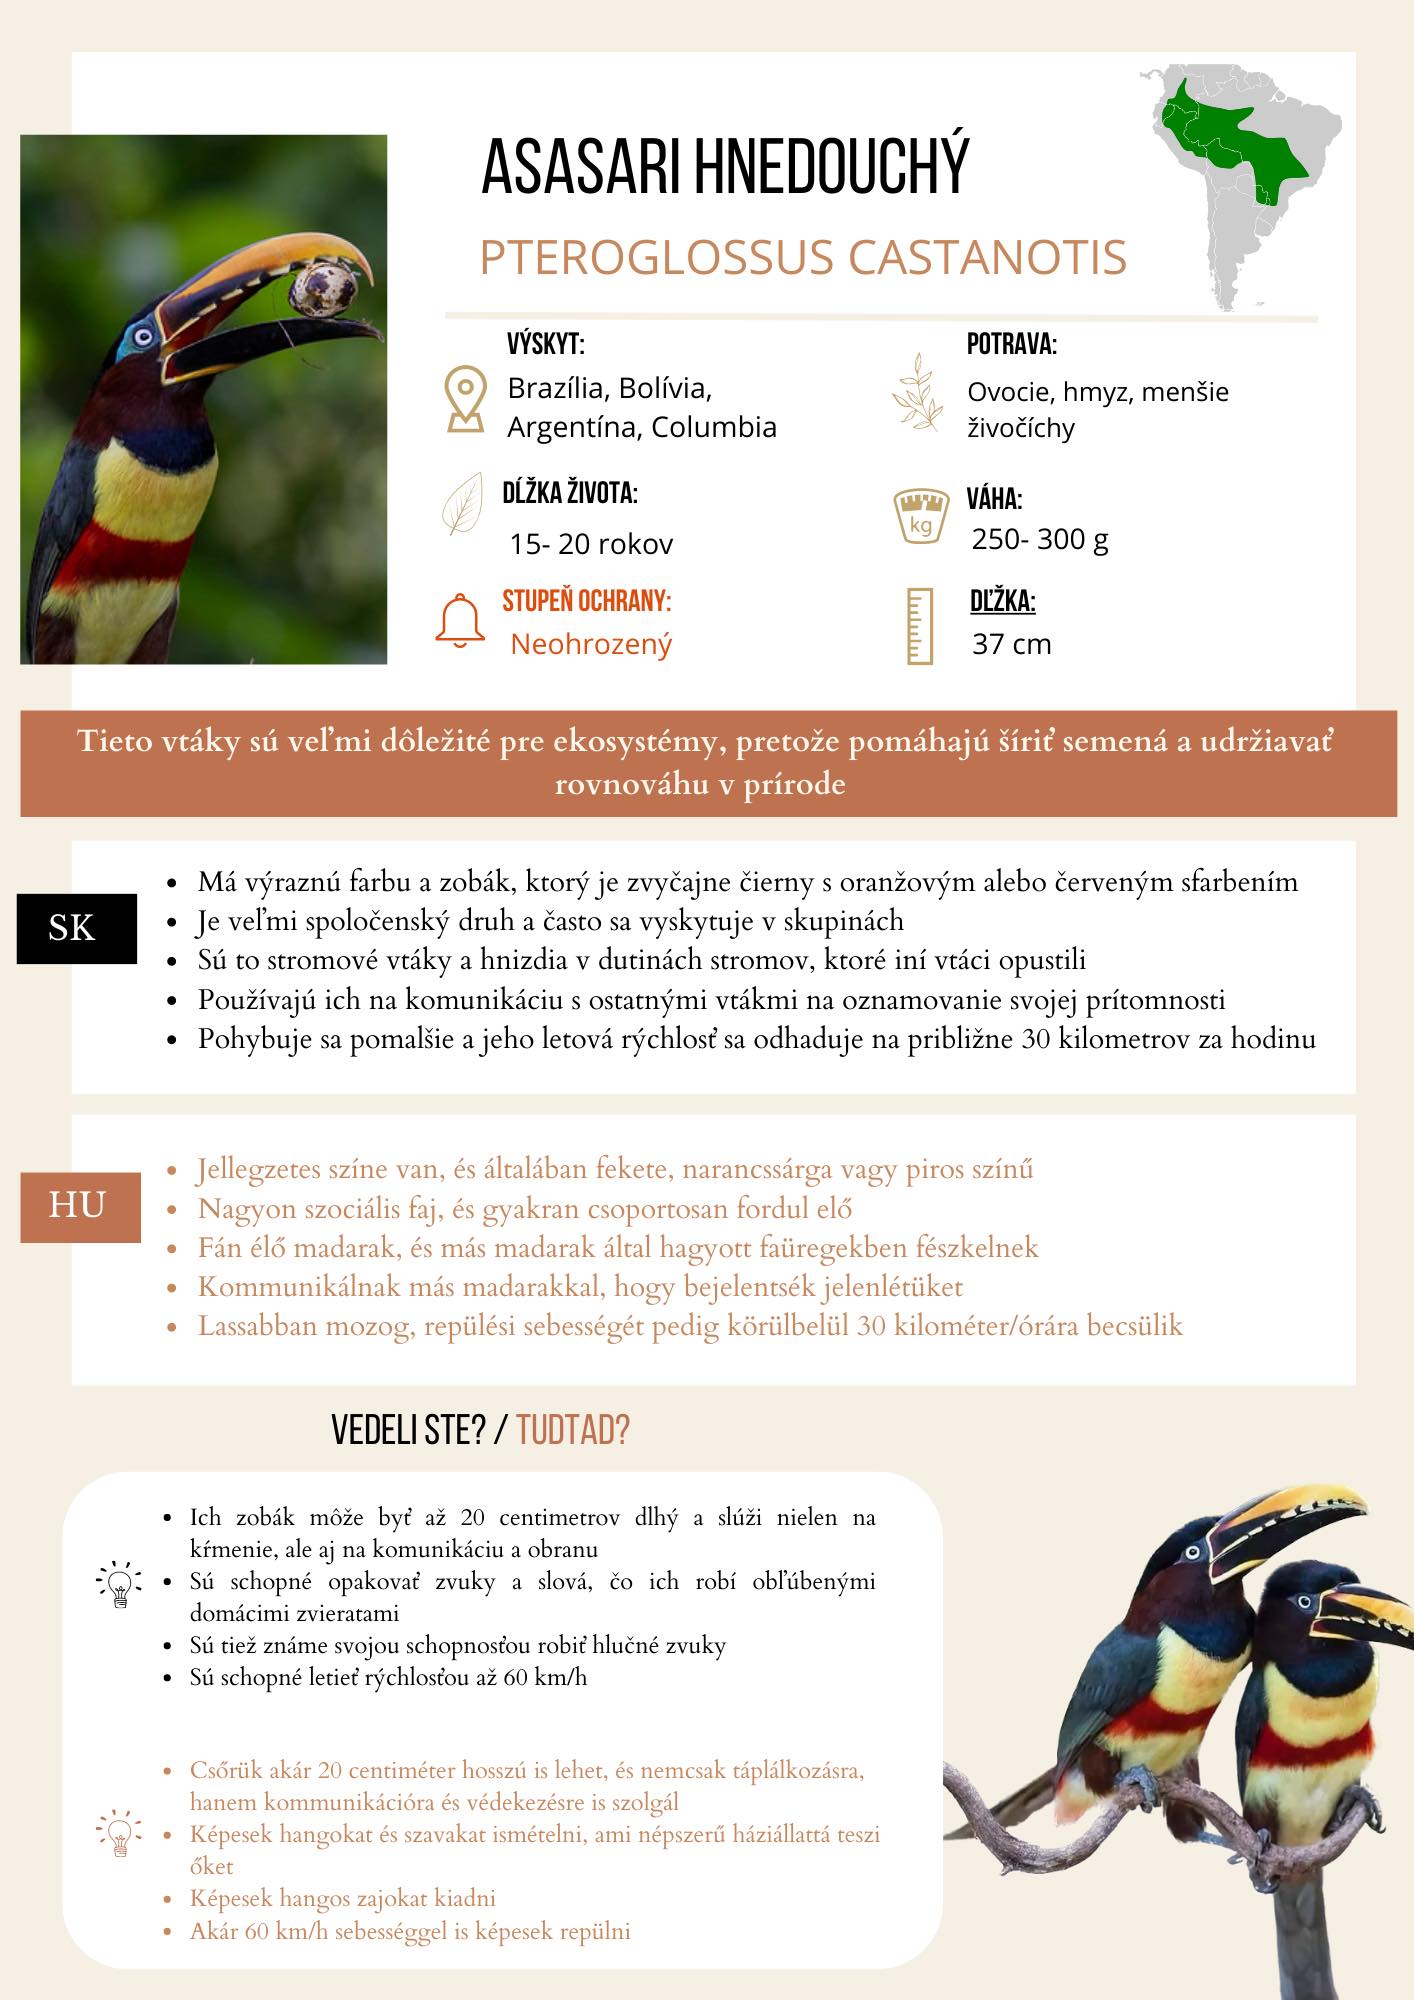 ASASARI HNEDOUCHÝ
PTEROGLOSSUS CASTANOTIS
VÝSKYT:
Brazília, Bolívia,
Argentína, Columbia
POTRAVA:
Ovocie, hmyz, menšie
živočíchy
DĹŽKA ŽIVOTA:
15- 20 rokov
kg
VÁHA:
250- 300 g
STUPEŇ OCHRANY:
Neohrozený
DĽŽKA:
37 cm
Tieto vtáky sú veľmi dôležité pre ekosystémy, pretože pomáhajú šíriť semená a udržiavať
rovnováhu v prírode
SK
• Má výraznú farbu a zobák, ktorý je zvyčajne čierny s oranžovým alebo červeným sfarbením
• Je veľmi spoločenský druh a často sa vyskytuje v skupinách
• Sú to stromové vtáky a hnizdia v dutinách stromov, ktoré iní vtáci opustili
• Používajú ich na komunikáciu s ostatnými vtákmi na oznamovanie svojej prítomnosti
• Pohybuje sa pomalšie a jeho letová rýchlosť sa odhaduje na približne 30 kilometrov za hodinu
HU
• Jellegzetes színe van, és általában fekete, narancssárga vagy piros színű
• Nagyon szociális faj, és gyakran csoportosan fordul elő
• Fán élő madarak, és más madarak által hagyott faüregekben fészkelnek
• Kommunikálnak más madarakkal, hogy bejelentsék jelenlétüket
• Lassabban mozog, repülési sebességét pedig körülbelül 30 kilométer/órára becsülik
VEDELI STE? / TUDTAD?
• Ich zobák môže byť až 20 centimetrov dlhý a slúži nielen na
kŕmenie, ale aj na komunikáciu a obranu
• Sú schopné opakovať zvuky a slová, čo ich robí obľúbenými
domácimi zvieratami
• Sú tiež známe svojou schopnosťou robiť hlučné zvuky
• Sú schopné letieť rýchlosťou až 60 km/h
• Csőrük akár 20 centiméter hosszú is lehet, és nemcsak táplálkozásra,
hanem kommunikációra és védekezésre is szolgál
• Képesek hangokat és szavakat ismételni, ami népszerű háziállattá teszi
őket
• Képesek hangos zajokat kiadni
• Akár 60 km/h sebességgel is képesek repülni